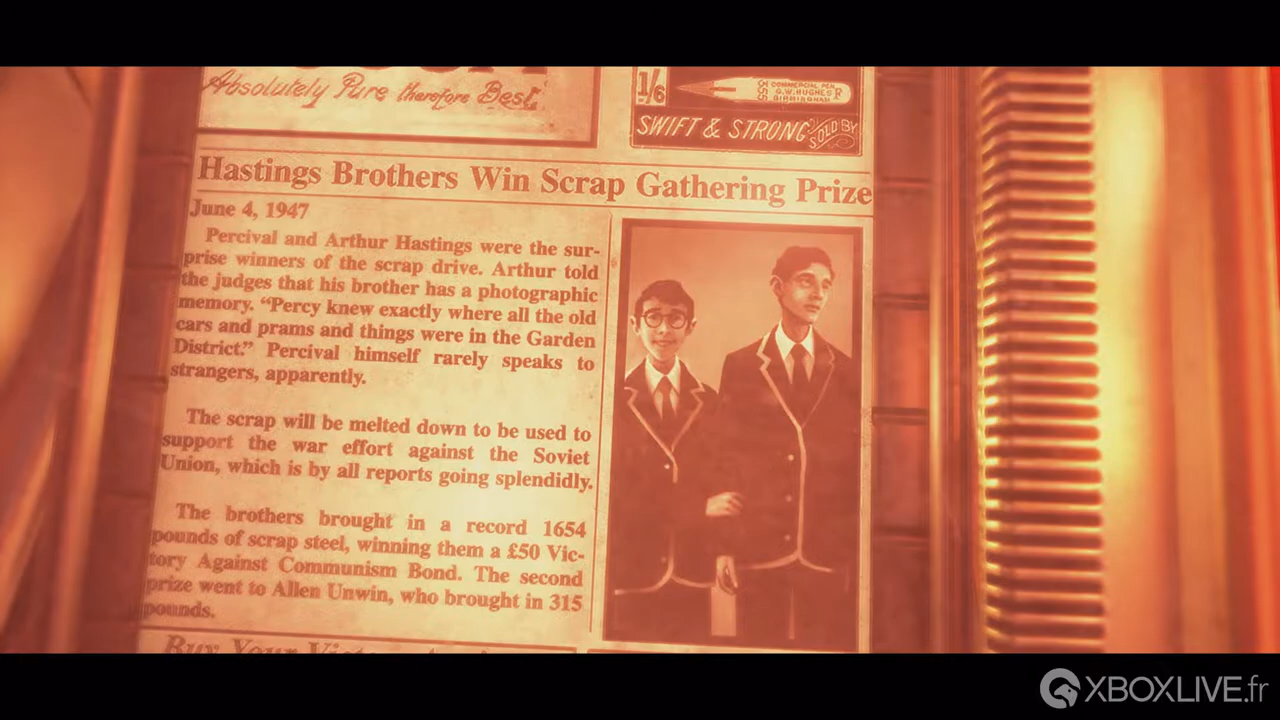 Absolutely Pure therefore Best
1/6
355
COMMERCIAL PEN
G.W. HUGHES F
BIRMINGHAM
SWIFT & STRONG
SOLD BY
Hastings Brothers Win Scrap Gathering Prize
June 4, 1947
Percival and Arthur Hastings were the sur-
prise winners of the scrap drive. Arthur told
the judges that his brother has a photographic
memory. “Percy knew exactly where all the old
cars and prams and things were in the Garden
District.” Percival himself rarely speaks to
strangers, apparently.
The scrap will be melted down to be used to
support the war effort against the Soviet
Union, which is by all reports going splendidly.
The brothers brought in a record 1654
pounds of scrap steel, winning them a £50 Vic-
tory Against Communism Bond. The second
prize went to Allen Unwin, who brought in 315
pounds.
Buy Your
XBOXLIVE.fr